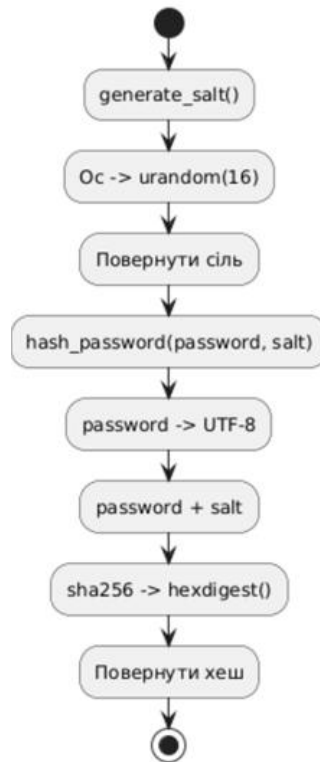 generate_salt()
Ос -> urandom(16)
Повернути сіль
hash_password(password, salt)
password -> UTF-8
password + salt
sha256 -> hexdigest()
Повернути хеш